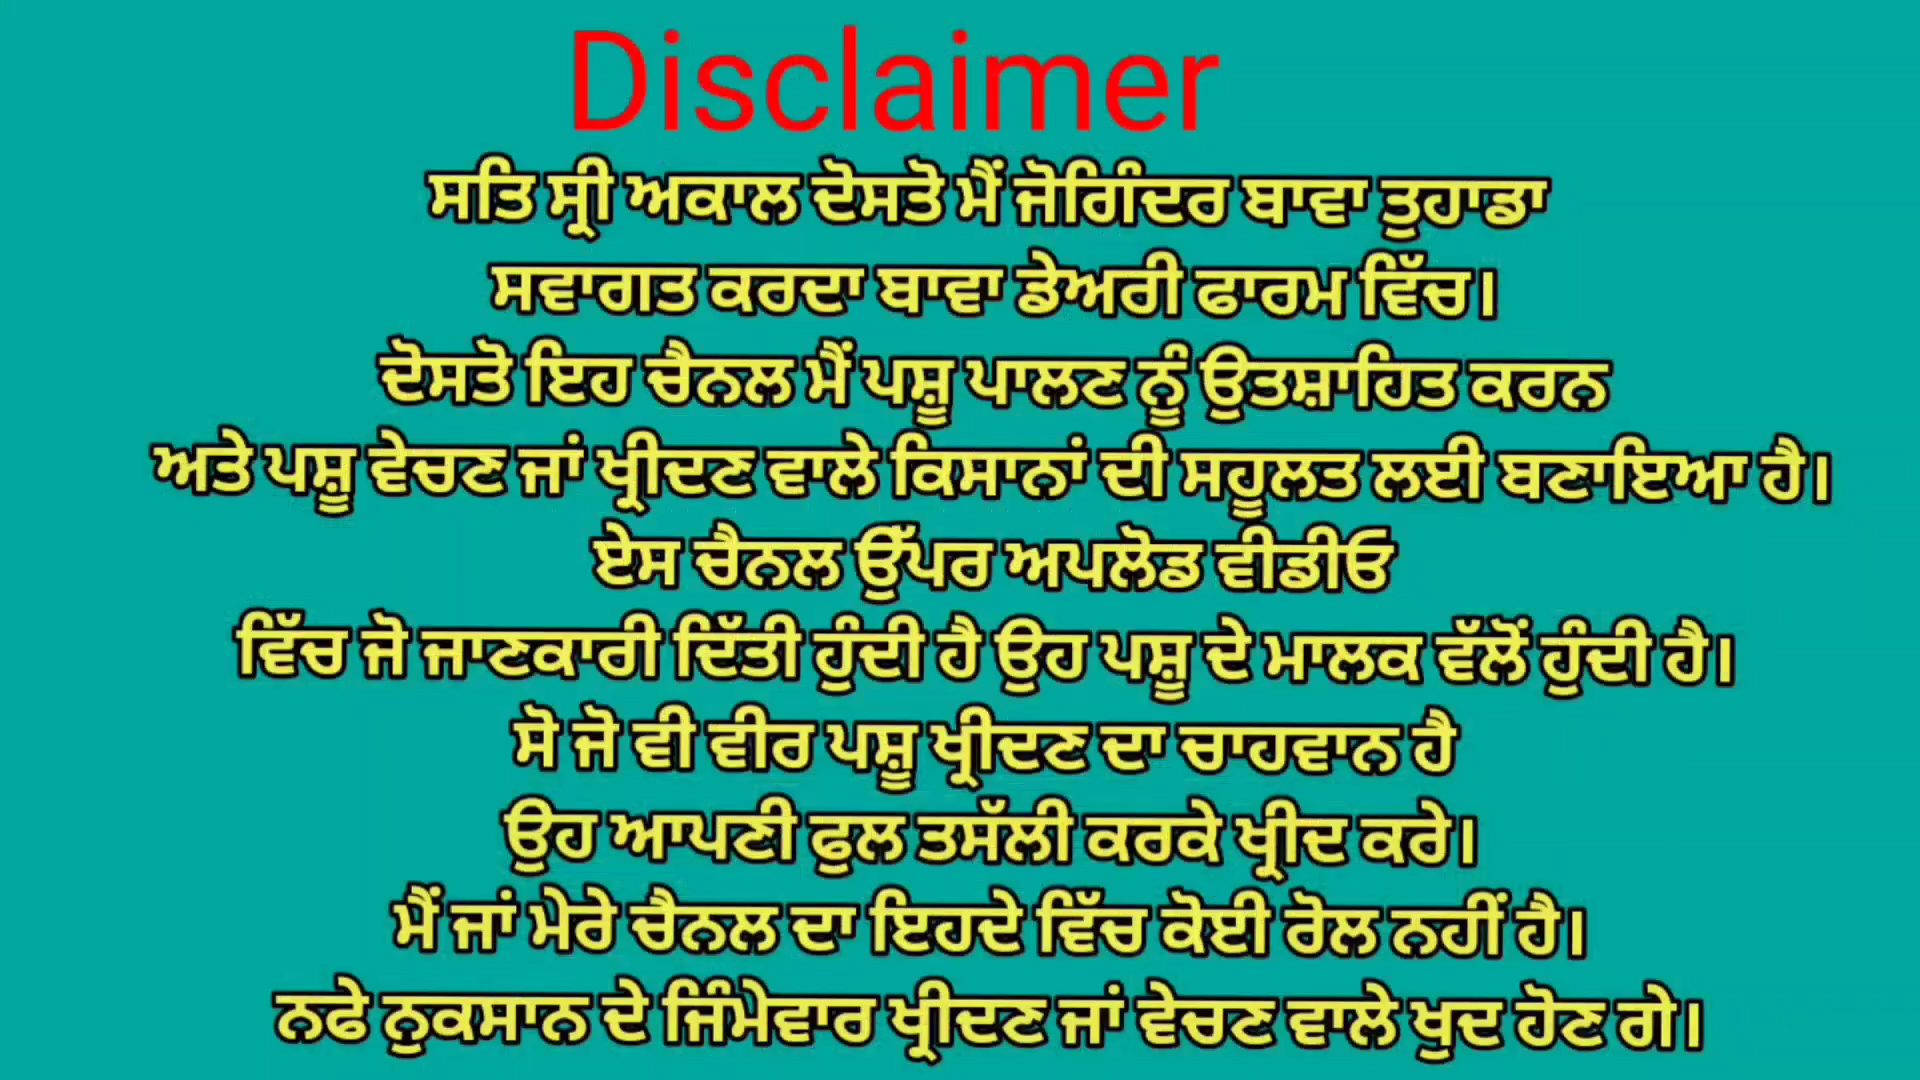 Disclaimer
ਸਤਿ ਸ੍ਰੀ ਅਕਾਲ ਦੋਸਤੋ ਮੈਂ ਜੋਗਿੰਦਰ ਬਾਵਾ ਤੁਹਾਡਾ
ਸਵਾਗਤ ਕਰਦਾ ਬਾਵਾ ਡੇਅਰੀ ਫਾਰਮ ਵਿੱਚ।
ਦੋਸਤੋ ਇਹ ਚੈਨਲ ਮੈਂ ਪਸ਼ੂ ਪਾਲਣ ਨੂੰ ਉਤਸ਼ਾਹਿਤ ਕਰਨ
ਅਤੇ ਪਸ਼ੂ ਵੇਚਣ ਜਾਂ ਖ੍ਰੀਦਣ ਵਾਲੇ ਕਿਸਾਨਾਂ ਦੀ ਸਹੂਲਤ ਲਈ ਬਣਾਇਆ ਹੈ।
ਏਸ ਚੈਨਲ ਉੱਪਰ ਅਪਲੋਡ ਵੀਡੀਓ
ਵਿੱਚ ਜੋ ਜਾਣਕਾਰੀ ਦਿੱਤੀ ਹੁੰਦੀ ਹੈ ਉਹ ਪਸ਼ੂ ਦੇ ਮਾਲਕ ਵੱਲੋਂ ਹੁੰਦੀ ਹੈ।
ਸੋ ਜੋ ਵੀ ਵੀਰ ਪਸ਼ੂ ਖ੍ਰੀਦਣ ਦਾ ਚਾਹਵਾਨ ਹੈ
ਉਹ ਆਪਣੀ ਫੁਲ ਤਸੱਲੀ ਕਰਕੇ ਖ੍ਰੀਦ ਕਰੇ।
ਮੈਂ ਜਾਂ ਮੇਰੇ ਚੈਨਲ ਦਾ ਇਹਦੇ ਵਿੱਚ ਕੋਈ ਰੋਲ ਨਹੀਂ ਹੈ।
ਨਫੇ ਨੁਕਸਾਨ ਦੇ ਜਿੰਮੇਵਾਰ ਖ੍ਰੀਦਣ ਜਾਂ ਵੇਚਣ ਵਾਲੇ ਖੁਦ ਹੋਣ ਗੇ।